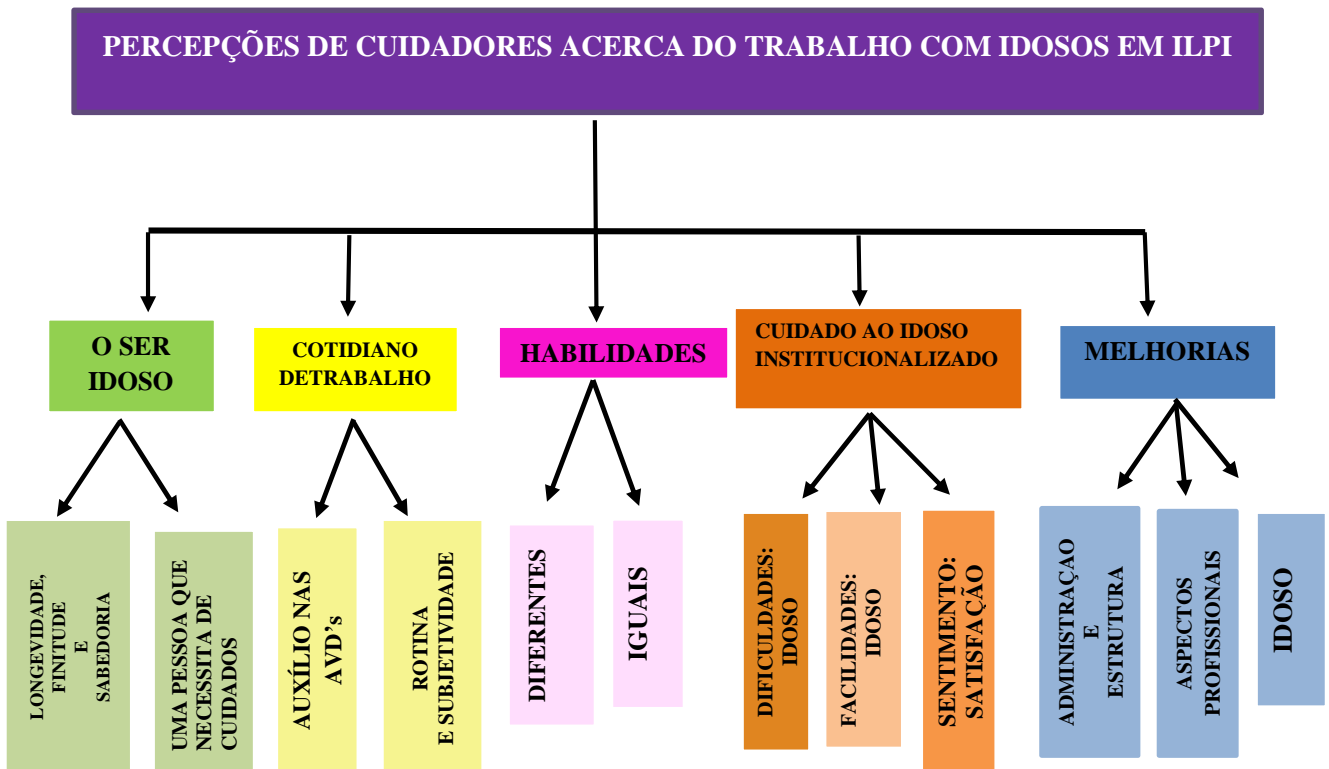 PERCEPÇÕES DE CUIDADORES ACERCA DO TRABALHO COM IDOSOS EM ILPI
O SER
IDOSO
COTIDIANO
DETRABALHO
HABILIDADES
CUIDADO AO IDOSO
INSTITUCIONALIZADO
MELHORIAS
LONGEVIDADE,
FINITUDE
E
SABEDORIA
UMA PESSOA QUE
NECESSITA DE
CUIDADOS
AUXÍLIO NAS
AVD’s
ROTINA
E SUBJETIVIDADE
DIFERENTES
IGUAIS
DIFICULDADES:
IDOSO
FACILIDADES:
IDOSO
SENTIMENTO:
SATISFAÇÃO
ADMINISTRAÇAO
E
ESTRUTURA
ASPECTOS
PROFISSIONAIS
IDOSO